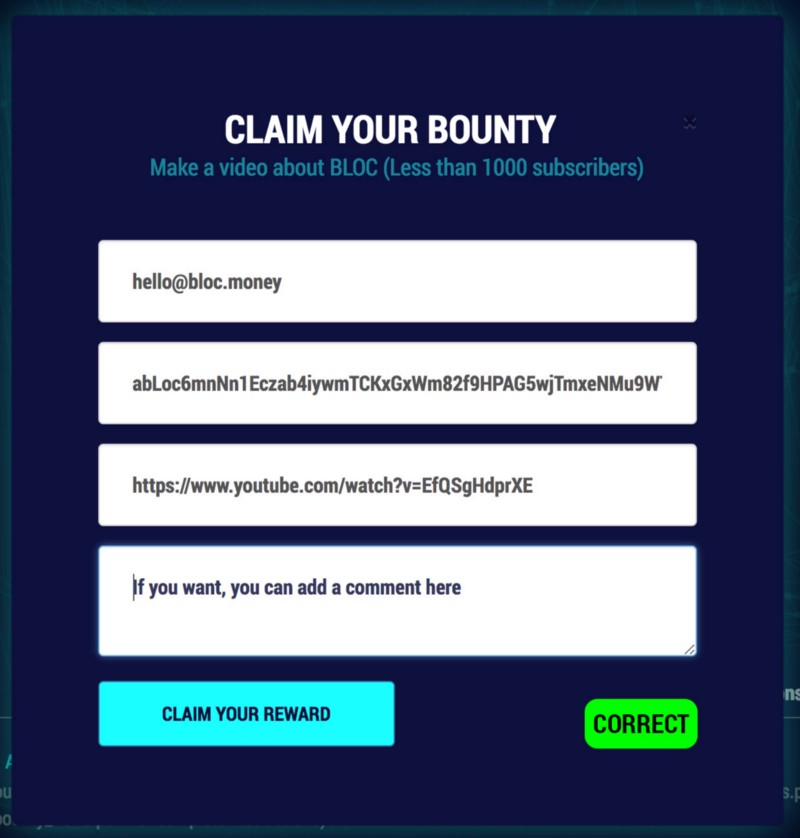 CLAIM YOUR BOUNTY
Make a video about BLOC (Less than 1000 subscribers)
hello@bloc.money
abLoc6mnNn1Eczab4iywmTCKxGxWm82f9HPAG5wjTmxeNMu9W
https://www.youtube.com/watch?v=EfQSgHdprXE
If you want, you can add a comment here
CLAIM YOUR REWARD
CORRECT